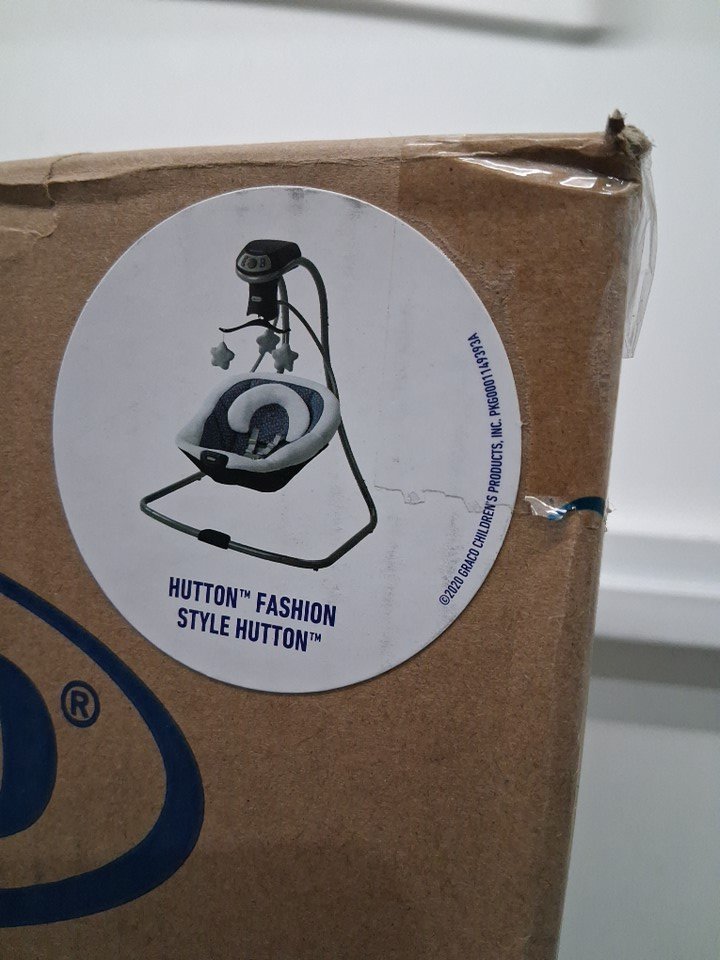 HUTTON™ FASHION
STYLE HUTTON™
©2020 GRACO CHILDREN'S PRODUCTS, INC. PKG0001149393A
®